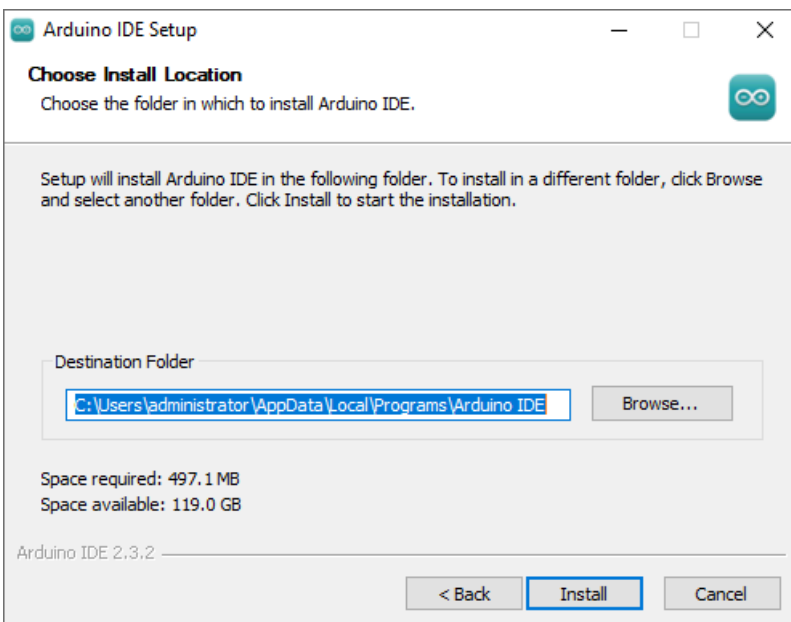 Arduino IDE Setup
Choose Install Location
Choose the folder in which to install Arduino IDE.
Setup will install Arduino IDE in the following folder. To install in a different folder, click Browse
and select another folder. Click Install to start the installation.
Destination Folder
C:\Users\administrator\AppData\Local\Programs\Arduino IDE
Browse...
Space required: 497.1 MB
Space available: 119.0 GB
Arduino IDE 2.3.2
< Back
Install
Cancel